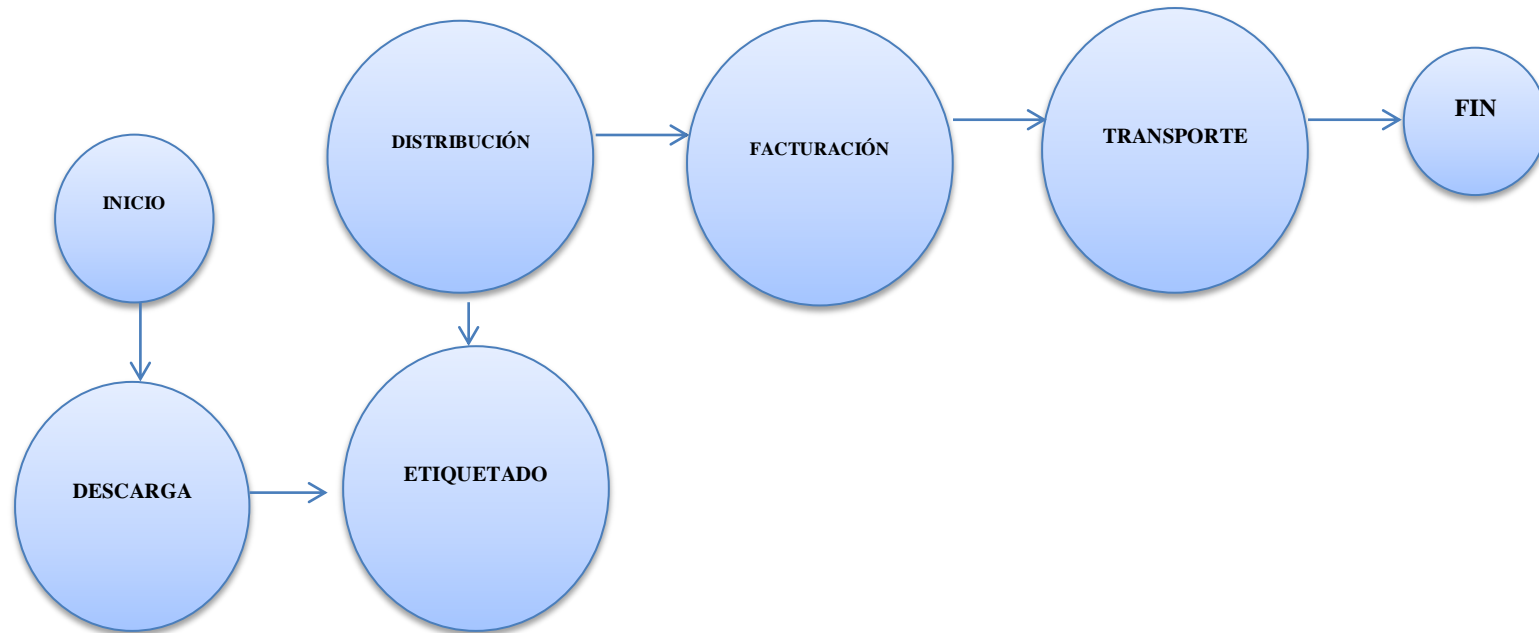 INICIO
DESCARGA
ETIQUETADO
DISTRIBUCIÓN
FACTURACIÓN
TRANSPORTE
FIN